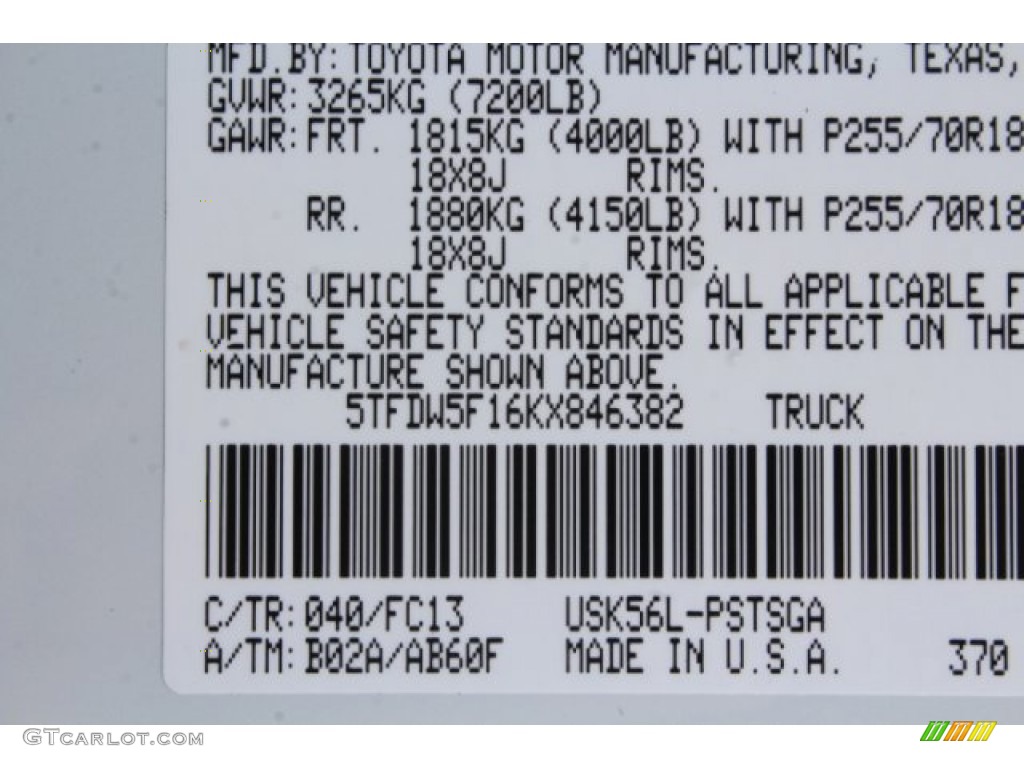 MFD.BY:TOYOTA MOTOR MANUFACTURING, TEXAS,
GVWR:3265KG (7200LB)
GAWR:FRT. 1815KG (4000LB) WITH P255/70R18
18X8J RIMS.
RR. 1880KG (4150LB) WITH P255/70R18
18X8J RIMS.
THIS VEHICLE CONFORMS TO ALL APPLICABLE F
VEHICLE SAFETY STANDARDS IN EFFECT ON THE
MANUFACTURE SHOWN ABOVE.
5TFDW5F16KX846382 TRUCK
C/TR:040/FC13 USK56L-PSTSGA
A/TM:B02A/AB60F MADE IN U.S.A. 370
GTCARLOT.COM